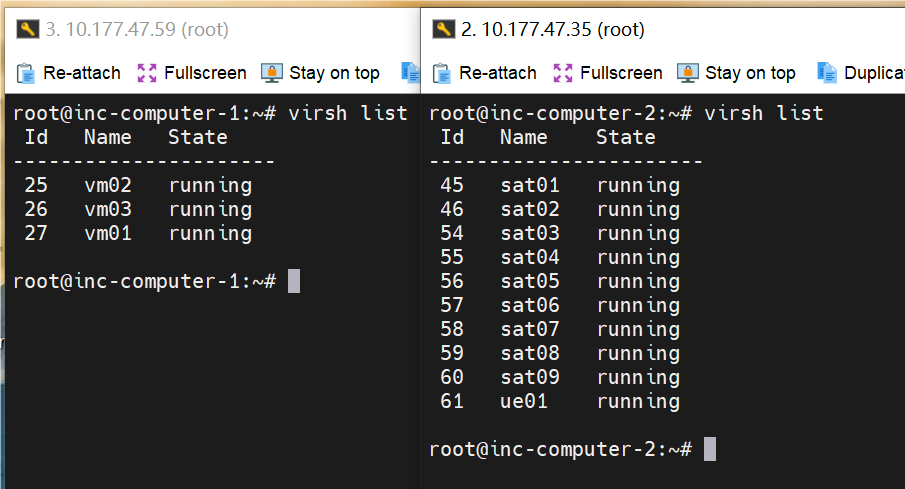 3. 10.177.47.59 (root)
Re-attach Fullscreen Stay on top
root@inc-computer-1:~# virsh list
Id Name State
-----------------------
25 vm02 running
26 vm03 running
27 vm01 running
root@inc-computer-1:~#
2. 10.177.47.35 (root)
Re-attach Fullscreen Stay on top Duplicat
root@inc-computer-2:~# virsh list
Id Name State
-----------------------
45 sat01 running
46 sat02 running
54 sat03 running
55 sat04 running
56 sat05 running
57 sat06 running
58 sat07 running
59 sat08 running
60 sat09 running
61 ue01 running
root@inc-computer-2:~#